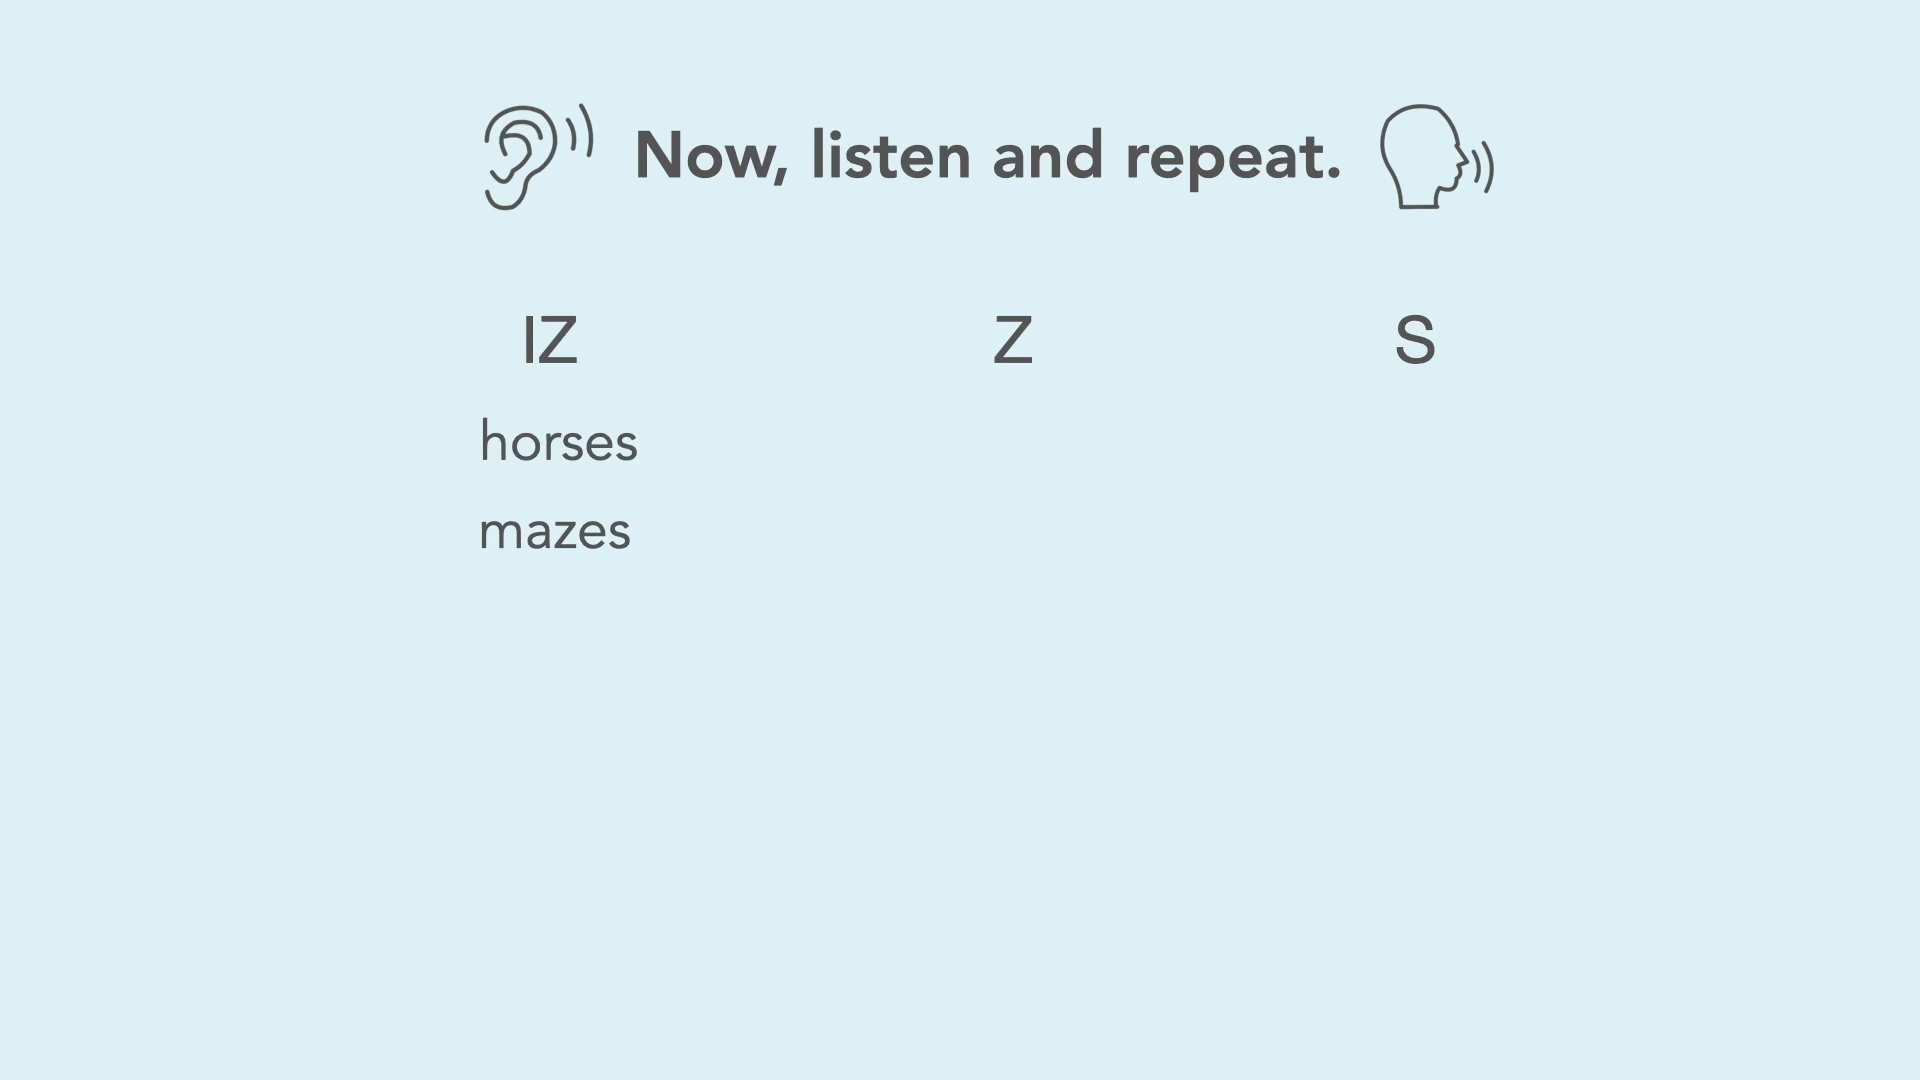 Now, listen and repeat.
IZ Z S
horses
mazes